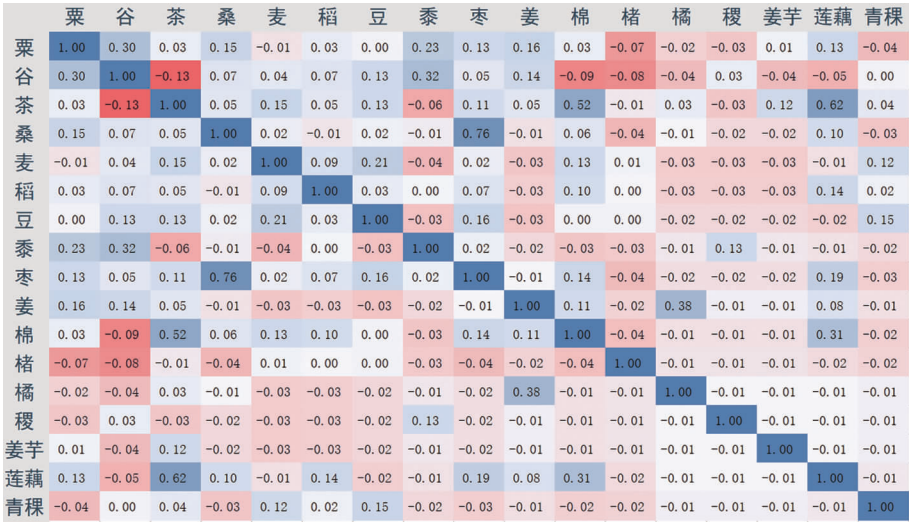 粟 谷 茶 桑 麦 稻 豆 黍 枣 姜 棉 楮 橘 稷 姜芋 莲藕 青稞
粟 1.00 0.30 0.03 0.15 -0.01 0.03 0.00 0.23 0.13 0.16 0.03 -0.07 -0.02 -0.03 0.01 0.13 -0.04
谷 0.30 1.00 -0.13 0.07 0.04 0.07 0.13 0.32 0.05 0.14 -0.09 -0.08 -0.04 0.03 -0.04 -0.05 0.00
茶 0.03 -0.13 1.00 0.05 0.15 0.05 0.13 -0.06 0.11 0.05 0.52 -0.01 0.03 -0.03 0.12 0.62 0.04
桑 0.15 0.07 0.05 1.00 0.02 -0.01 0.02 -0.01 0.76 -0.01 0.06 -0.04 -0.01 -0.02 -0.02 0.10 -0.03
麦 -0.01 0.04 0.15 0.02 1.00 0.09 0.21 -0.04 0.02 -0.03 0.13 0.01 -0.03 -0.03 -0.03 -0.01 0.12
稻 0.03 0.07 0.05 -0.01 0.09 1.00 0.03 0.00 0.07 -0.03 0.10 0.00 -0.03 -0.03 -0.03 0.14 0.02
豆 0.00 0.13 0.13 0.02 0.21 0.03 1.00 -0.03 0.16 -0.03 0.00 0.00 -0.02 -0.02 -0.02 -0.02 0.15
黍 0.23 0.32 -0.06 -0.01 -0.04 0.00 -0.03 1.00 0.02 -0.02 -0.03 -0.03 -0.01 0.13 -0.01 -0.01 -0.02
枣 0.13 0.05 0.11 0.76 0.02 0.07 0.16 0.02 1.00 -0.01 0.14 -0.04 -0.02 -0.02 -0.02 0.19 -0.03
姜 0.16 0.14 0.05 -0.01 -0.03 -0.03 -0.03 -0.02 -0.01 1.00 0.11 -0.02 0.38 -0.01 -0.01 0.08 -0.01
棉 0.03 -0.09 0.52 0.06 0.13 0.10 0.00 -0.03 0.14 0.11 1.00 -0.04 -0.01 -0.01 -0.01 0.31 -0.02
楮 -0.07 -0.08 -0.01 -0.04 0.01 0.00 0.00 -0.03 -0.04 -0.02 -0.04 1.00 -0.01 -0.01 -0.01 -0.02 -0.02
橘 -0.02 -0.04 0.03 -0.01 -0.03 -0.03 -0.02 -0.01 -0.02 0.38 -0.01 -0.01 1.00 -0.01 -0.01 -0.01 -0.01
稷 -0.03 0.03 -0.03 -0.02 -0.03 -0.03 -0.02 0.13 -0.02 -0.01 -0.01 -0.01 -0.01 1.00 -0.01 -0.01 -0.01
姜芋 0.01 -0.04 0.12 -0.02 -0.03 -0.03 -0.02 -0.01 -0.02 -0.01 -0.01 -0.01 -0.01 -0.01 1.00 -0.01 -0.01
莲藕 0.13 -0.05 0.62 0.10 -0.01 0.14 -0.02 -0.01 0.19 0.08 0.31 -0.02 -0.01 -0.01 -0.01 1.00 -0.01
青稞 -0.04 0.00 0.04 -0.03 0.12 0.02 0.15 -0.02 -0.03 -0.01 -0.02 -0.02 -0.01 -0.01 -0.01 -0.01 1.00